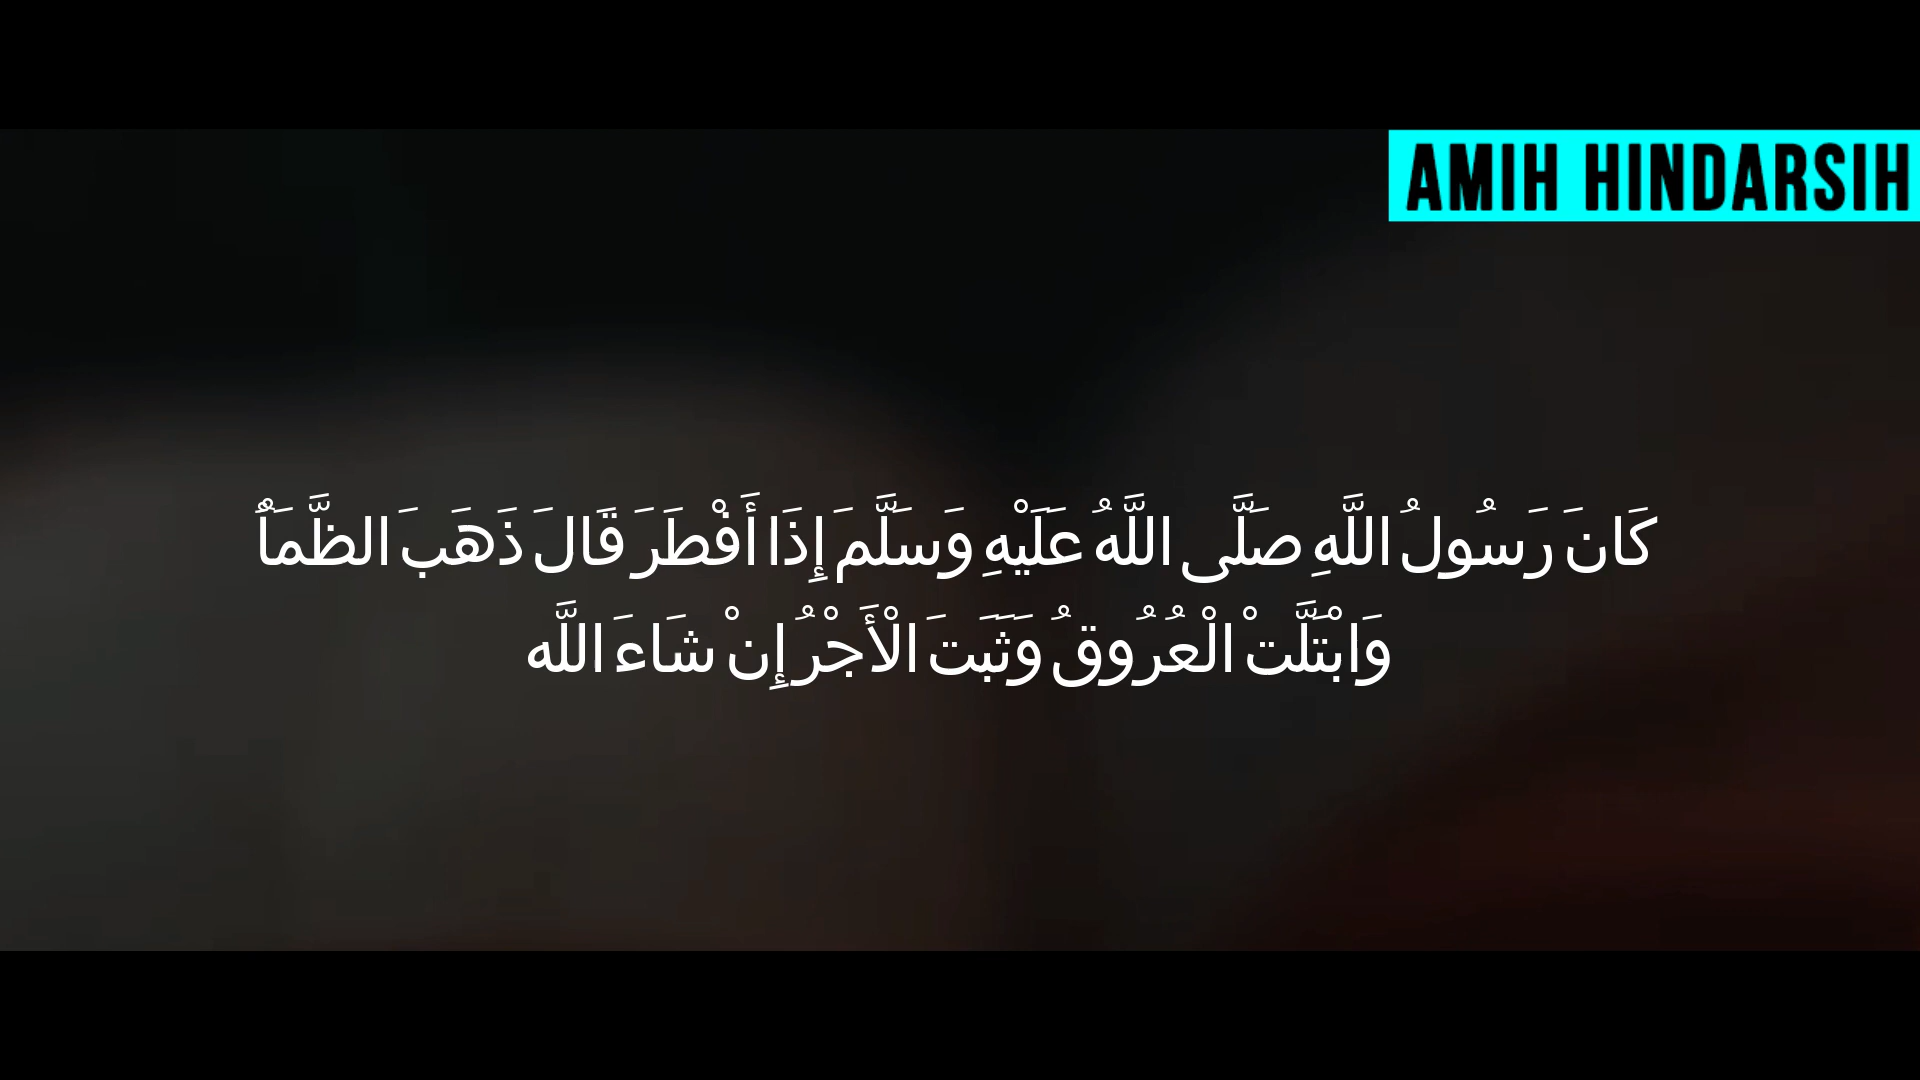 AMIH HINDARSIH
كَانَ رَسُولُ اللَّهِ صَلَّى اللَّهُ عَلَيْهِ وَسَلَّمَ إِذَا أَفْطَرَ قَالَ ذَهَبَ الظَّمَأُ
وَابْتَلَّتْ الْعُرُوقُ وَثَبَتَ الْأَجْرُ إِنْ شَاءَ اللَّه